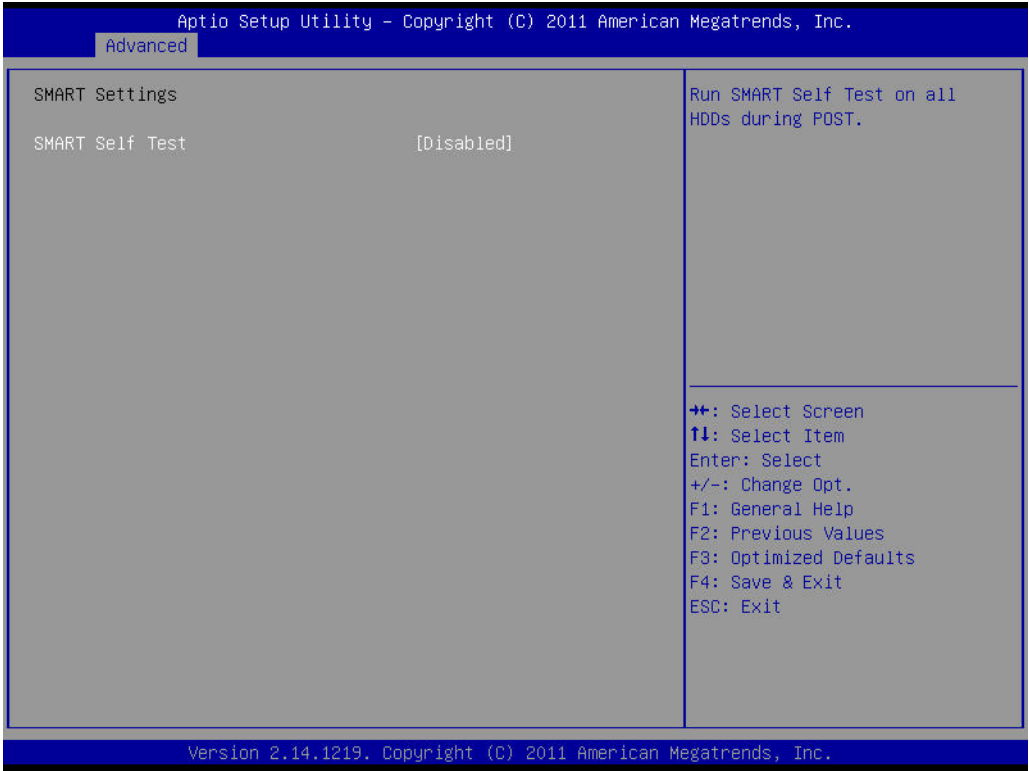 Aptio Setup Utility – Copyright (C) 2011 American Megatrends, Inc.
Advanced
SMART Settings
SMART Self Test [Disabled]
Run SMART Self Test on all
HDDs during POST.
→←: Select Screen
↑↓: Select Item
Enter: Select
+/-: Change Opt.
F1: General Help
F2: Previous Values
F3: Optimized Defaults
F4: Save & Exit
ESC: Exit
Version 2.14.1219. Copyright (C) 2011 American Megatrends, Inc.